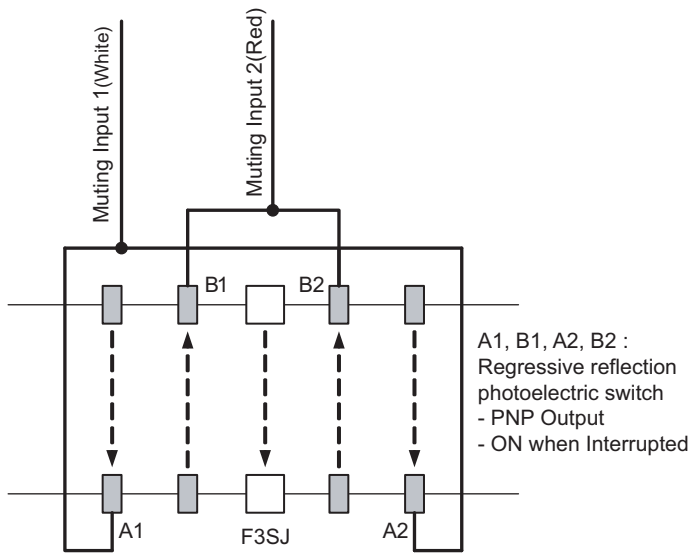 Muting Input 1(White)
Muting Input 2(Red)
B1
B2
A1, B1, A2, B2 :
Regressive reflection
photoelectric switch
- PNP Output
- ON when Interrupted
A1
F3SJ
A2